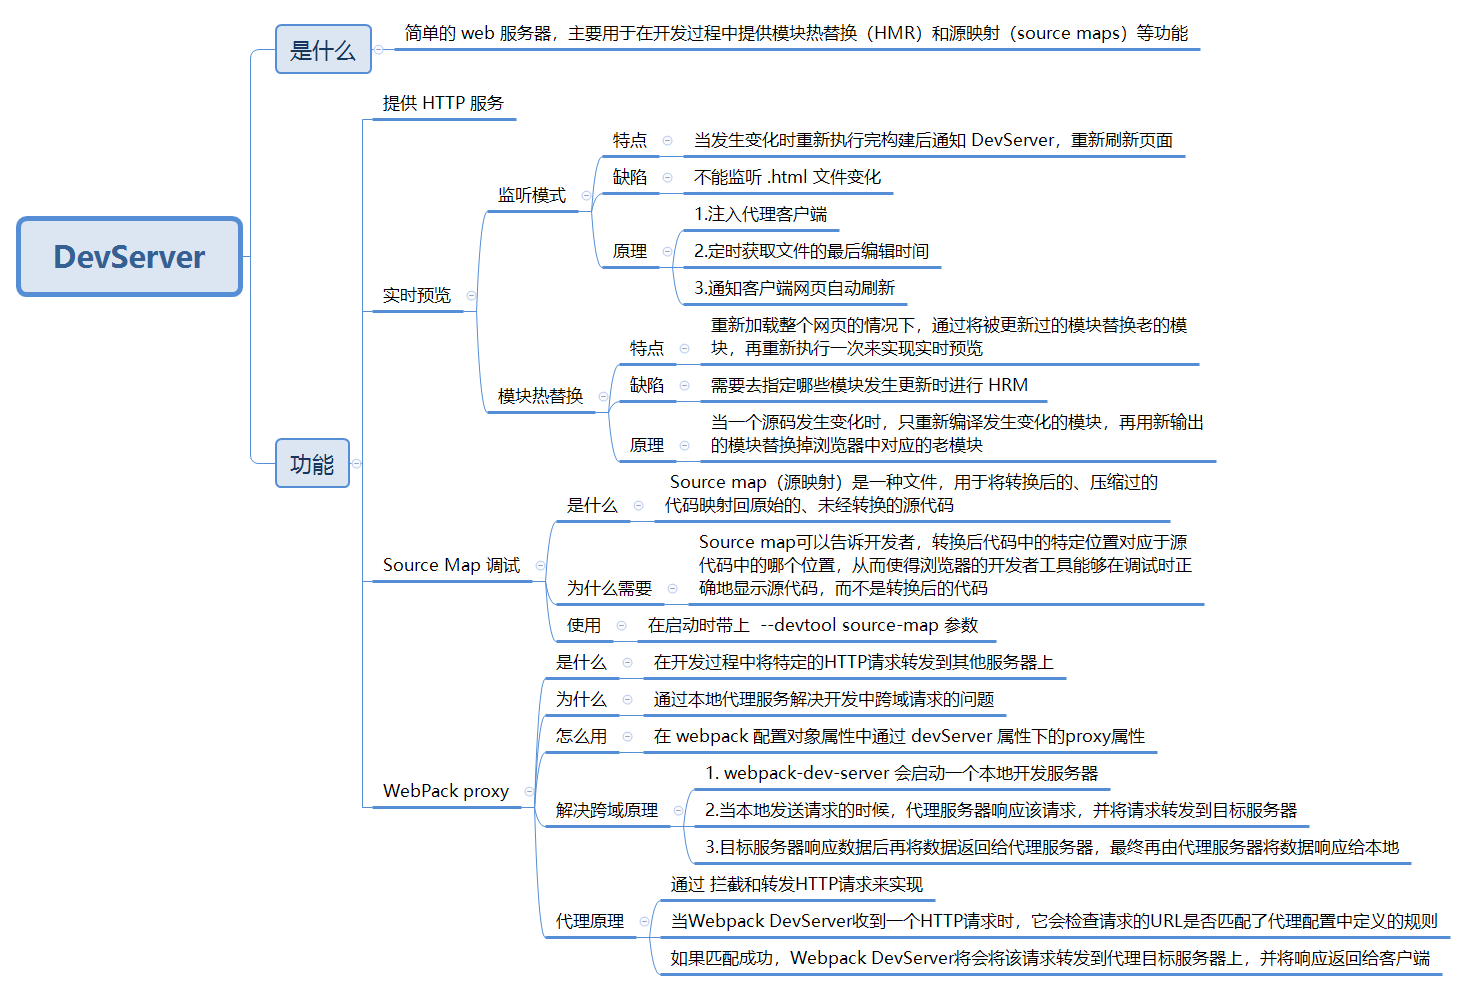 DevServer
是什么
简单的 web 服务器，主要用于在开发过程中提供模块热替换（HMR）和源映射（source maps）等功能
功能
提供 HTTP 服务
实时预览
监听模式
特点
当发生变化时重新执行完构建后通知 DevServer，重新刷新页面
缺陷
不能监听 .html 文件变化
原理
1.注入代理客户端
2.定时获取文件的最后编辑时间
3.通知客户端网页自动刷新
模块热替换
特点
重新加载整个网页的情况下，通过将被更新过的模块替换老的模
块，再重新执行一次来实现实时预览
缺陷
需要去指定哪些模块发生更新时进行 HRM
原理
当一个源码发生变化时，只重新编译发生变化的模块，再用新输出
的模块替换掉浏览器中对应的老模块
Source Map 调试
是什么
Source map（源映射）是一种文件，用于将转换后的、压缩过的
代码映射回原始的、未经转换的源代码
为什么需要
Source map可以告诉开发者，转换后代码中的特定位置对应于源
代码中的哪个位置，从而使得浏览器的开发者工具能够在调试时正
确地显示源代码，而不是转换后的代码
使用
在启动时带上  --devtool source-map 参数
WebPack proxy
是什么
在开发过程中将特定的HTTP请求转发到其他服务器上
为什么
通过本地代理服务解决开发中跨域请求的问题
怎么用
在 webpack 配置对象属性中通过 devServer 属性下的proxy属性
解决跨域原理
1. webpack-dev-server 会启动一个本地开发服务器
2.当本地发送请求的时候，代理服务器响应该请求，并将请求转发到目标服务器
3.目标服务器响应数据后再将数据返回给代理服务器，最终再由代理服务器将数据响应给本地
代理原理
通过 拦截和转发HTTP请求来实现
当Webpack DevServer收到一个HTTP请求时，它会检查请求的URL是否匹配了代理配置中定义的规则
如果匹配成功，Webpack DevServer将会将该请求转发到代理目标服务器上，并将响应返回给客户端